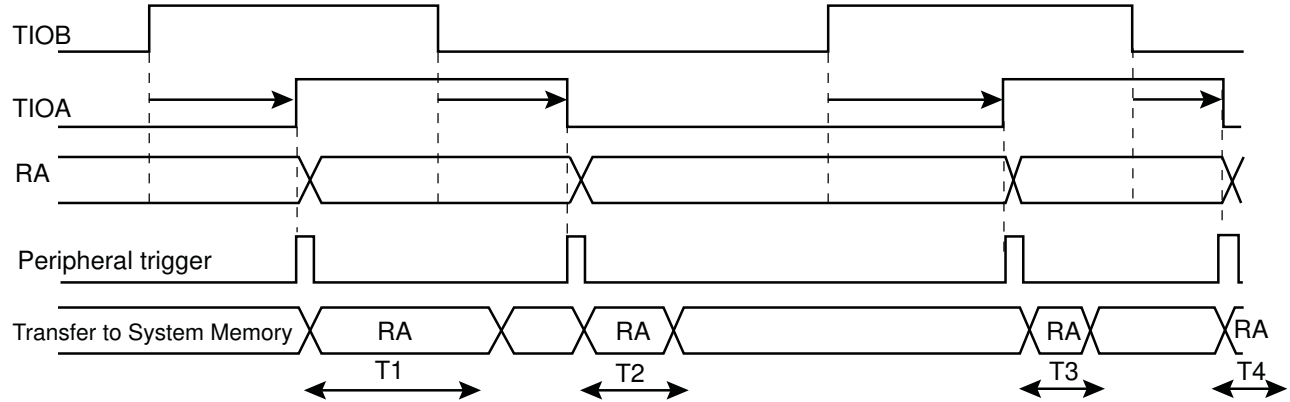 TIOB
TIOA
RA
Peripheral trigger
Transfer to System Memory RA RA RA RA
T1 T2 T3 T4